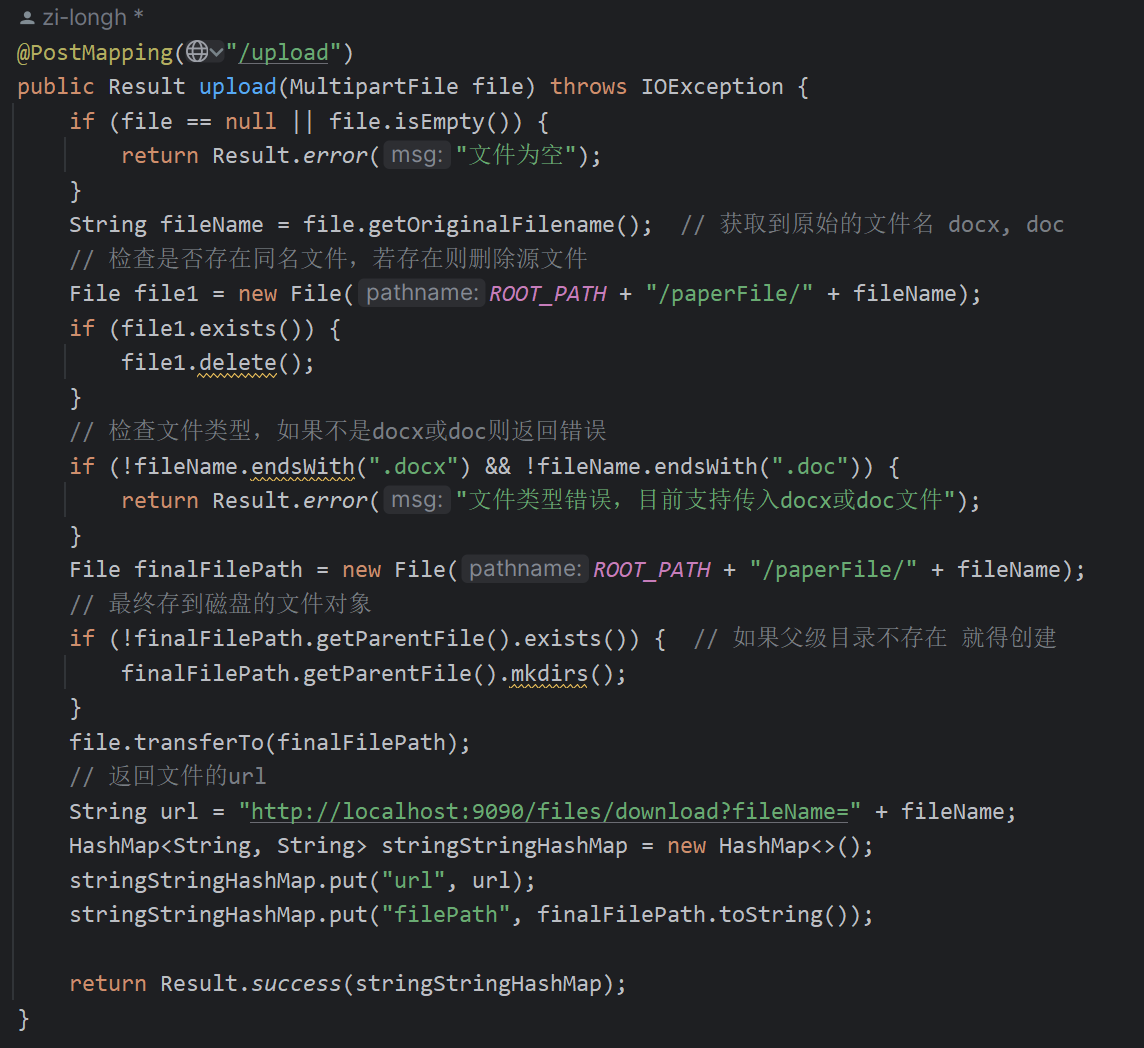 zi-longh *
@PostMapping("/upload")
public Result upload(MultipartFile file) throws IOException {
    if (file == null || file.isEmpty()) {
        return Result.error( msg: "文件为空");
    }
    String fileName = file.getOriginalFilename();  // 获取到原始的文件名 docx, doc
    // 检查是否存在同名文件，若存在则删除源文件
    File file1 = new File( pathname: ROOT_PATH + "/paperFile/" + fileName);
    if (file1.exists()) {
        file1.delete();
    }
    // 检查文件类型，如果不是docx或doc则返回错误
    if (!fileName.endsWith(".docx") && !fileName.endsWith(".doc")) {
        return Result.error( msg: "文件类型错误，目前支持传入docx或doc文件");
    }
    File finalFilePath = new File( pathname: ROOT_PATH + "/paperFile/" + fileName);
    // 最终存到磁盘的文件对象
    if (!finalFilePath.getParentFile().exists()) {  // 如果父级目录不存在 就得创建
        finalFilePath.getParentFile().mkdirs();
    }
    file.transferTo(finalFilePath);
    // 返回文件的url
    String url = "http://localhost:9090/files/download?fileName=" + fileName;
    HashMap<String, String> stringStringHashMap = new HashMap<>();
    stringStringHashMap.put("url", url);
    stringStringHashMap.put("filePath", finalFilePath.toString());
    return Result.success(stringStringHashMap);
}